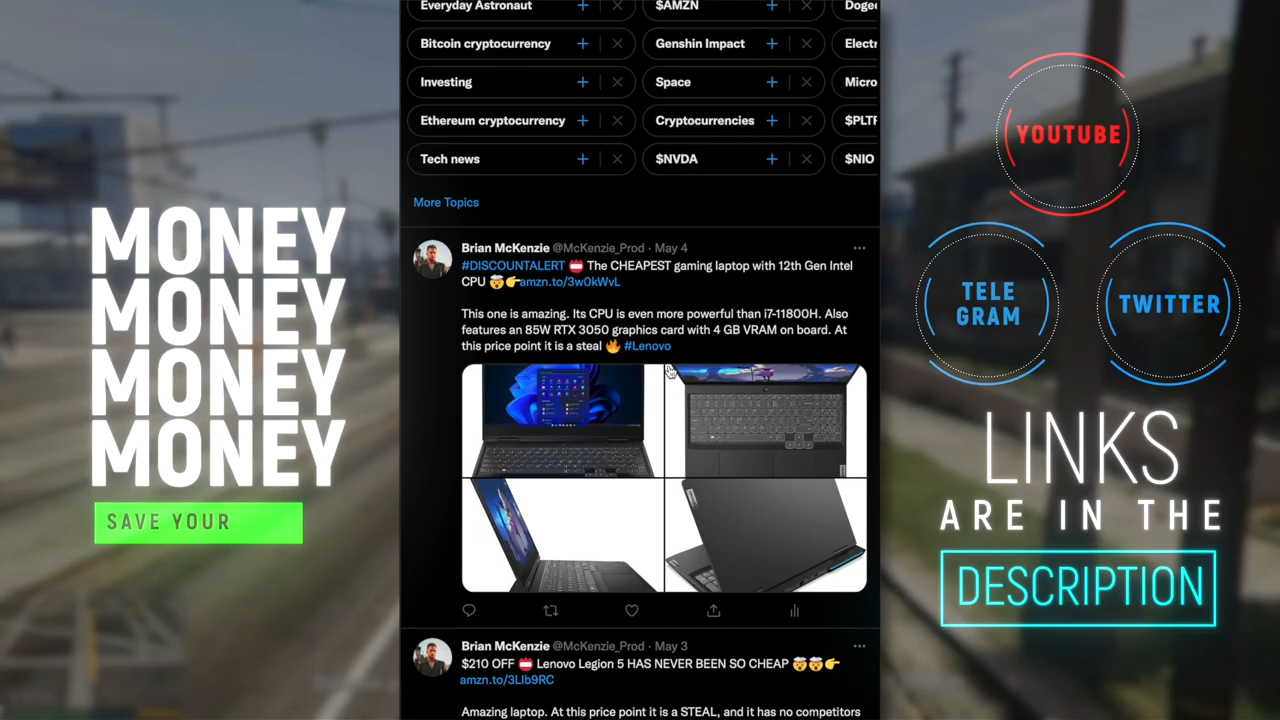 MONEY
MONEY
MONEY
MONEY
SAVE YOUR
Everyday Astronaut + $AMZN Doge
Bitcoin cryptocurrency + × Genshin Impact + × Electr
Investing + × Space + × Micro
Ethereum cryptocurrency + × Cryptocurrencies + × $PLTR
Tech news + × $NVDA + × $NIO
More Topics
Brian McKenzie @McKenzie_Prod · May 4
#DISCOUNTALERT 📛 The CHEAPEST gaming laptop with 12th Gen Intel
CPU 🤯👉amzn.to/3w0kWvL
This one is amazing. Its CPU is even more powerful than i7-11800H. Also
features an 85W RTX 3050 graphics card with 4 GB VRAM on board. At
this price point it is a steal 🔥 #Lenovo
Brian McKenzie @McKenzie_Prod · May 3
$210 OFF 📛 Lenovo Legion 5 HAS NEVER BEEN SO CHEAP 🤯🤯👉
amzn.to/3LIb9RC
Amazing laptop. At this price point it is a STEAL, and it has no competitors
YOUTUBE
TELE
GRAM
TWITTER
LINKS
ARE IN THE
DESCRIPTION